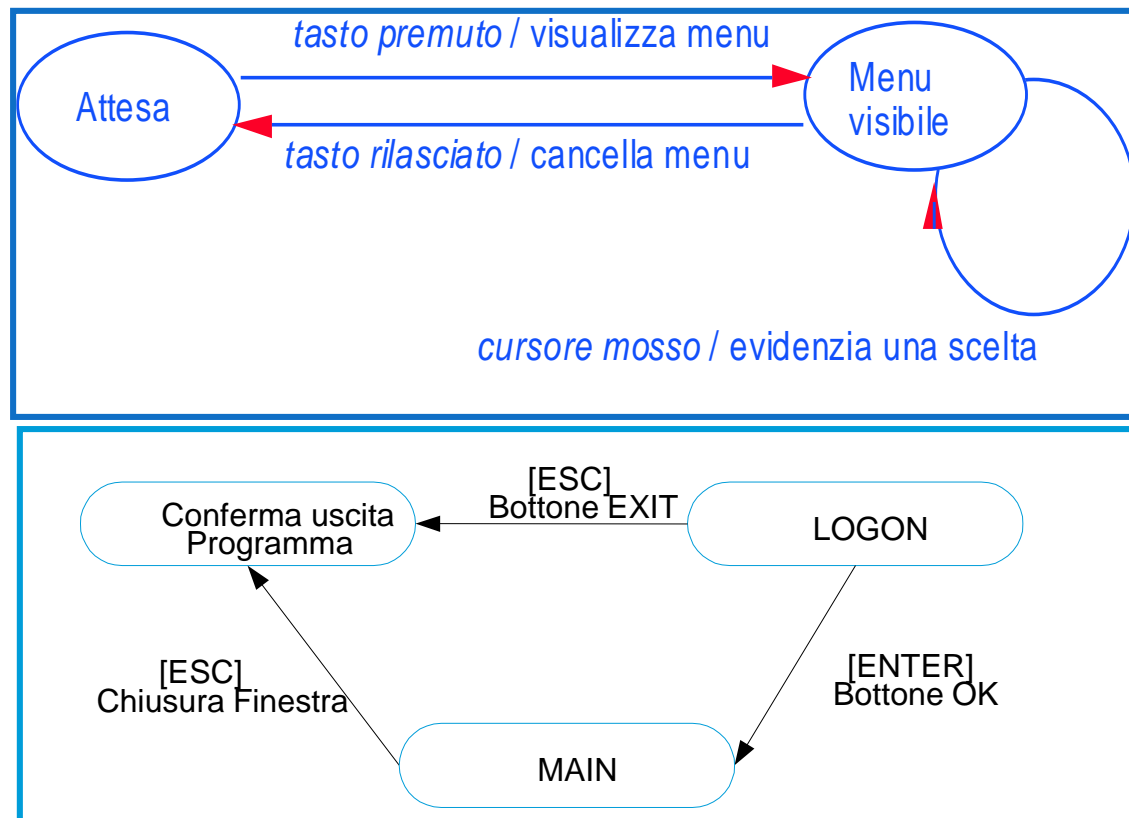 tasto premuto / visualizza menu
Attesa
Menu
visibile
tasto rilasciato / cancella menu
cursore mosso / evidenzia una scelta
[ESC]
Bottone EXIT
Conferma uscita
Programma
LOGON
[ESC]
Chiusura Finestra
[ENTER]
Bottone OK
MAIN